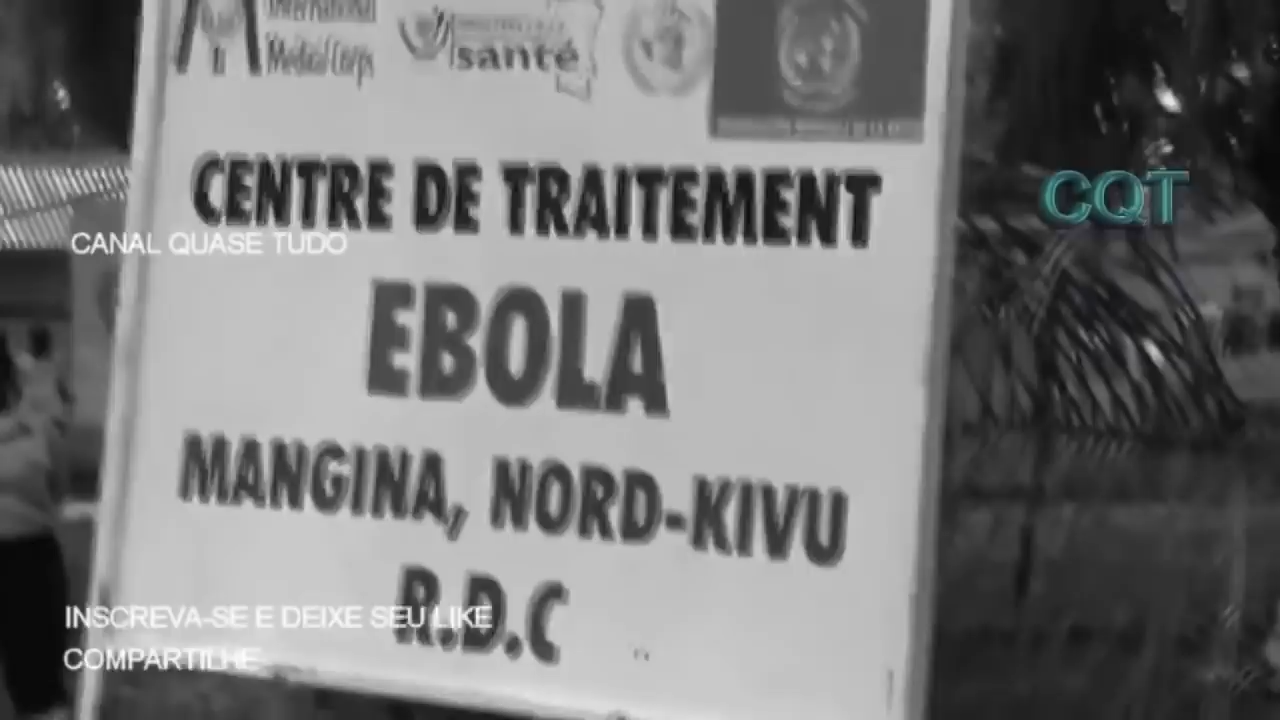 International
Medical Corps
santé
CENTRE DE TRAITEMENT
CQT
CANAL QUASE TUDO
EBOLA
MANGINA, NORD-KIVU
R.D.C
INSCREVA-SE E DEIXE SEU LIKE
COMPARTILHE